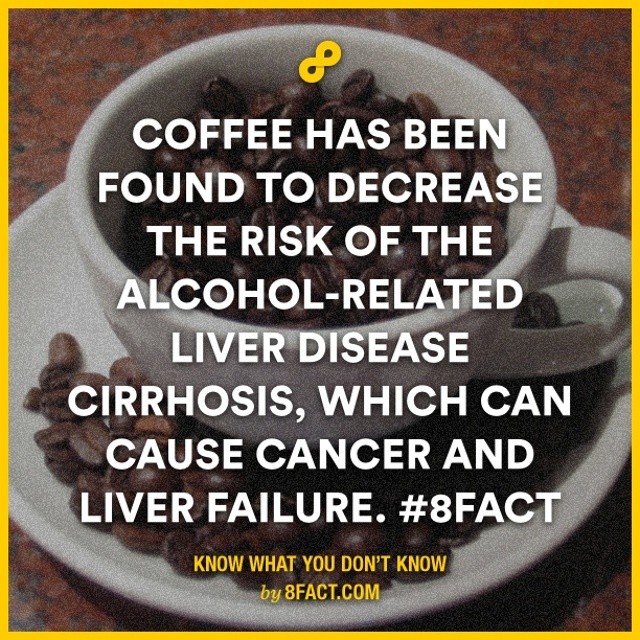 COFFEE HAS BEEN
FOUND TO DECREASE
THE RISK OF THE
ALCOHOL-RELATED
LIVER DISEASE
CIRRHOSIS, WHICH CAN
CAUSE CANCER AND
LIVER FAILURE. #8FACT
KNOW WHAT YOU DON'T KNOW
by 8FACT.COM